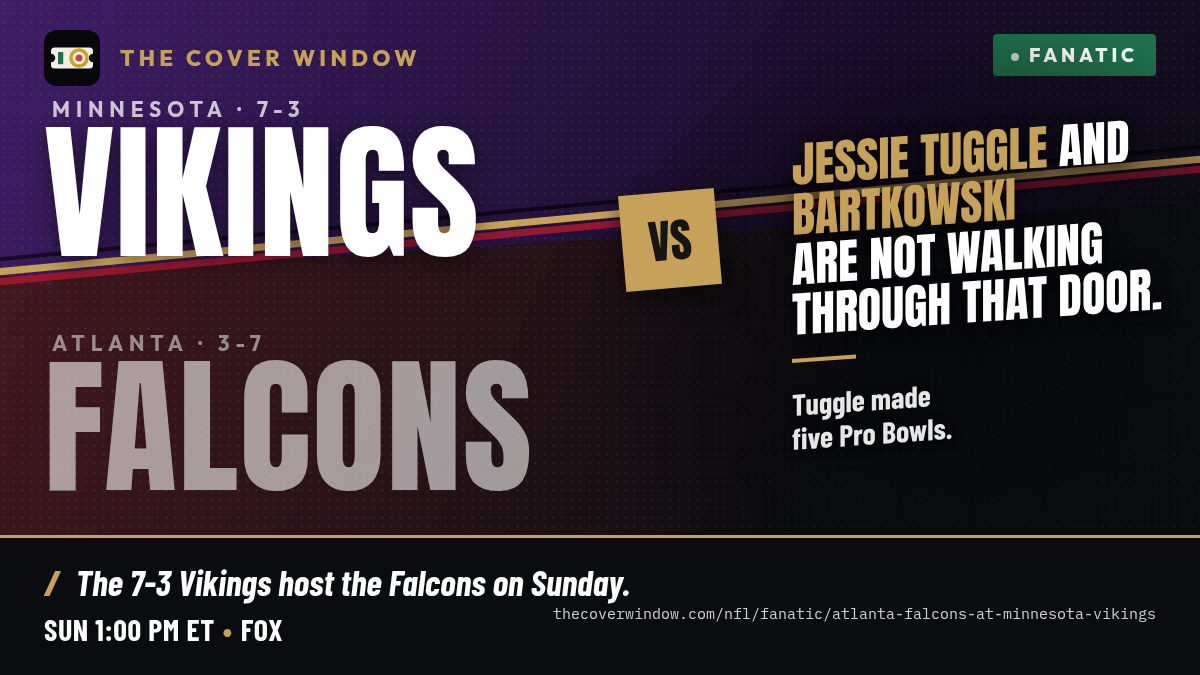 THE COVER WINDOW
FANATIC
MINNESOTA · 7-3
VIKINGS
VS
ATLANTA · 3-7
FALCONS
JESSIE TUGGLE AND
BARTKOWSKI
ARE NOT WALKING
THROUGH THAT DOOR.
Tuggle made
five Pro Bowls.
/ The 7-3 Vikings host the Falcons on Sunday.
SUN 1:00 PM ET • FOX
thecoverwindow.com/nfl/fanatic/atlanta-falcons-at-minnesota-vikings